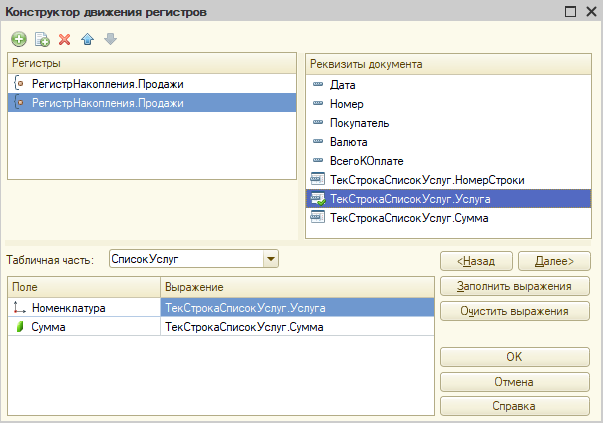 Конструктор движения регистров
Регистры
РегистрНакопления.Продажи
РегистрНакопления.Продажи
Реквизиты документа
Дата
Номер
Покупатель
Валюта
ВсегоКОплате
ТекСтрокаСписокУслуг.НомерСтроки
ТекСтрокаСписокУслуг.Услуга
ТекСтрокаСписокУслуг.Сумма
Табличная часть: СписокУслуг
<Назад Далее>
Поле Выражение
Номенклатура ТекСтрокаСписокУслуг.Услуга
Сумма ТекСтрокаСписокУслуг.Сумма
Заполнить выражения
Очистить выражения
OK
Отмена
Справка